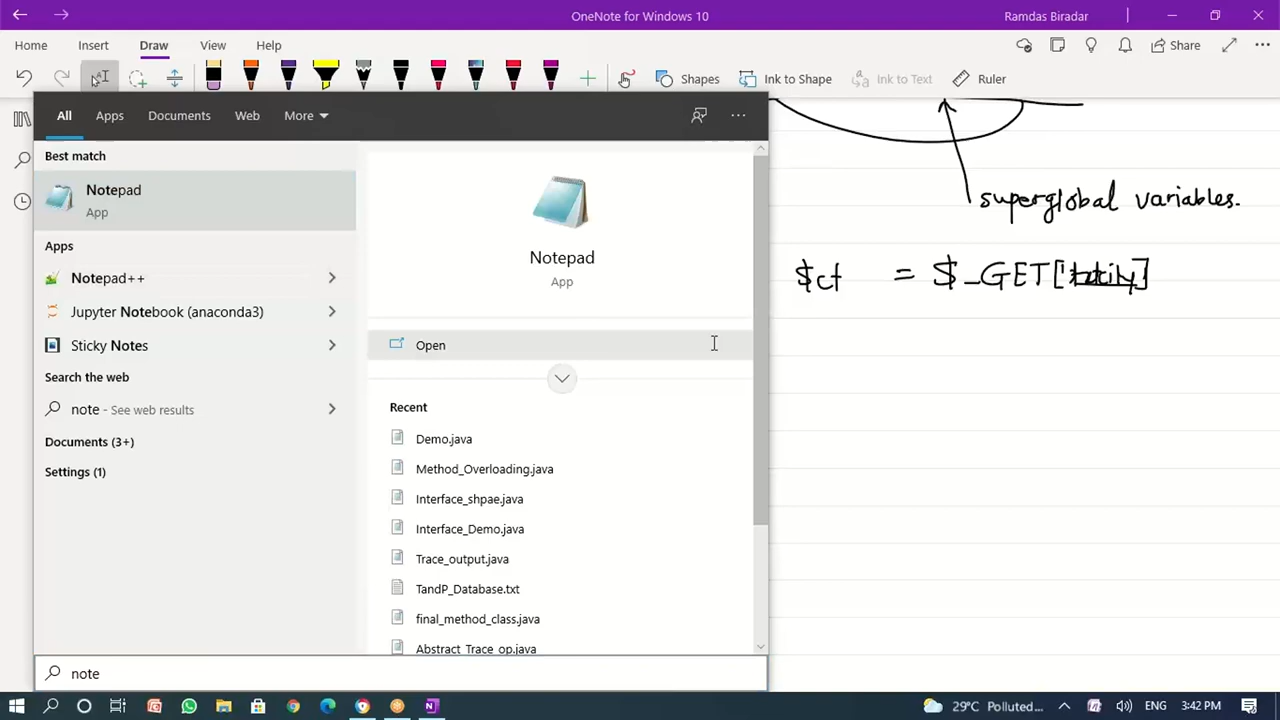 OneNote for Windows 10
Ramdas Biradar
Home Insert Draw View Help
Share
Shapes
Ink to Shape
Ink to Text
Ruler
All Apps Documents Web More
Best match
Notepad
App
Apps
Notepad++
Jupyter Notebook (anaconda3)
Sticky Notes
Search the web
note - See web results
Documents (3+)
Settings (1)
Notepad
App
Open
Recent
Demo.java
Method_Overloading.java
Interface_shpae.java
Interface_Demo.java
Trace_output.java
TandP_Database.txt
final_method_class.java
Abstract_Trace_op.java
note
superglobal variables.
$cf = $_GET[ ]
29°C Polluted...
3:42 PM